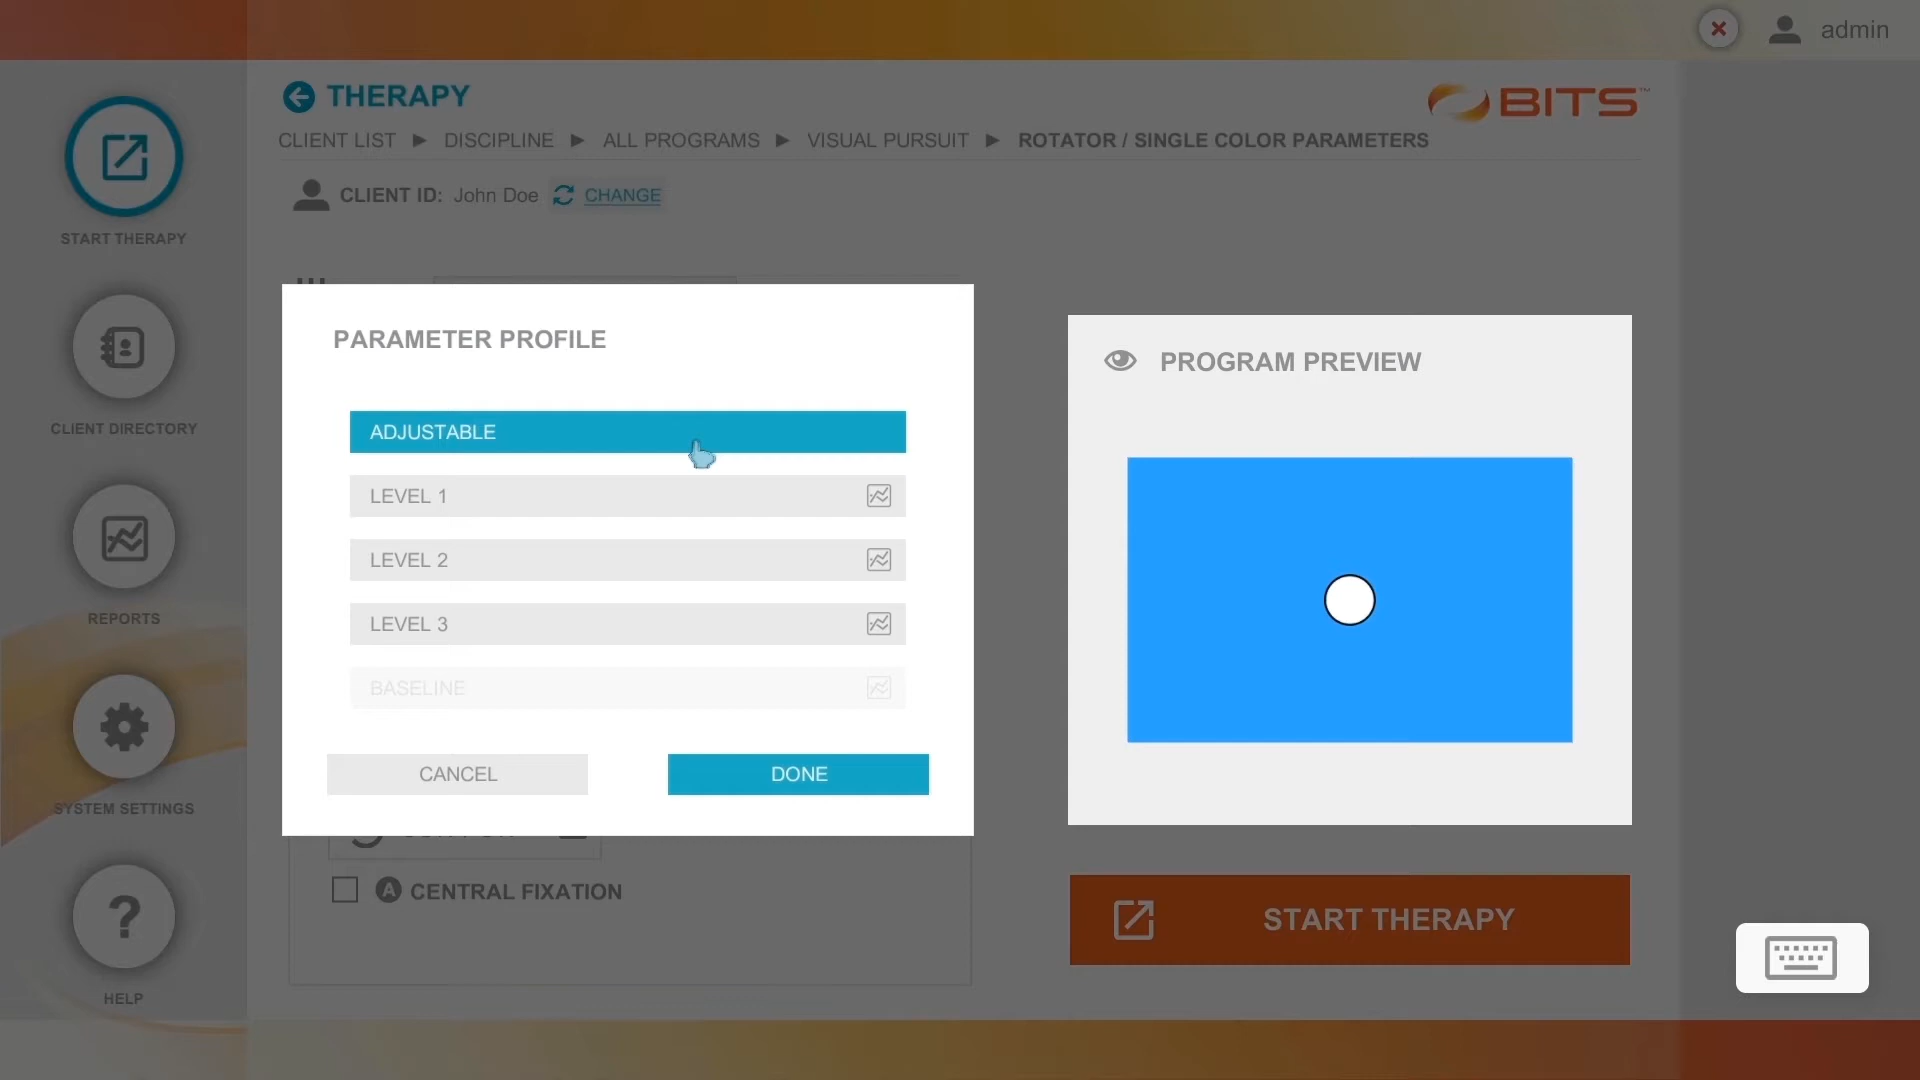 admin
THERAPY
BITS™
CLIENT LIST ► DISCIPLINE ► ALL PROGRAMS ► VISUAL PURSUIT ► ROTATOR / SINGLE COLOR PARAMETERS
CLIENT ID: John Doe CHANGE
START THERAPY
CLIENT DIRECTORY
REPORTS
SYSTEM SETTINGS
HELP
PARAMETER PROFILE
ADJUSTABLE
LEVEL 1
LEVEL 2
LEVEL 3
BASELINE
CANCEL
DONE
A CENTRAL FIXATION
PROGRAM PREVIEW
START THERAPY